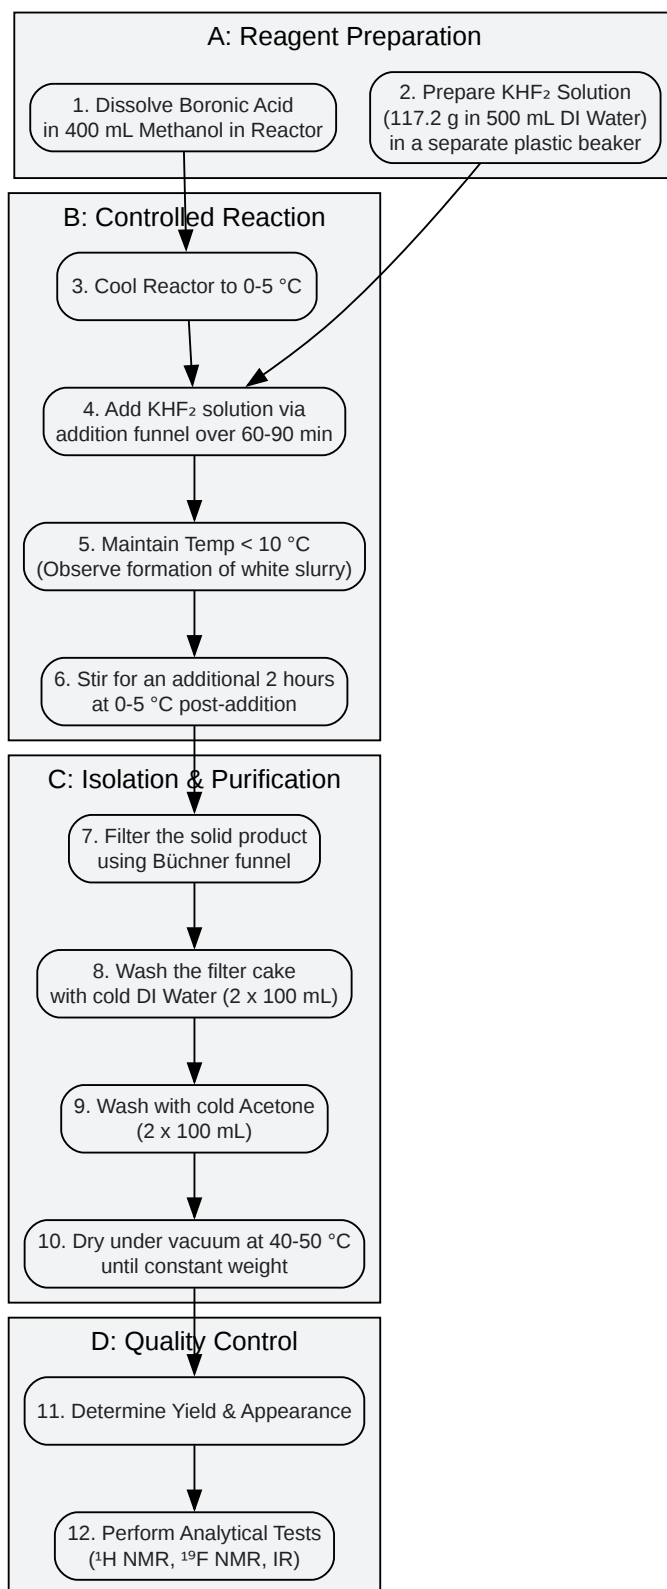 A: Reagent Preparation
1. Dissolve Boronic Acid
in 400 mL Methanol in Reactor
2. Prepare KHF₂ Solution
(117.2 g in 500 mL DI Water)
in a separate plastic beaker
B: Controlled Reaction
3. Cool Reactor to 0-5 °C
4. Add KHF₂ solution via
addition funnel over 60-90 min
5. Maintain Temp < 10 °C
(Observe formation of white slurry)
6. Stir for an additional 2 hours
at 0-5 °C post-addition
C: Isolation & Purification
7. Filter the solid product
using Büchner funnel
8. Wash the filter cake
with cold DI Water (2 x 100 mL)
9. Wash with cold Acetone
(2 x 100 mL)
10. Dry under vacuum at 40-50 °C
until constant weight
D: Quality Control
11. Determine Yield & Appearance
12. Perform Analytical Tests
(¹H NMR, ¹⁹F NMR, IR)